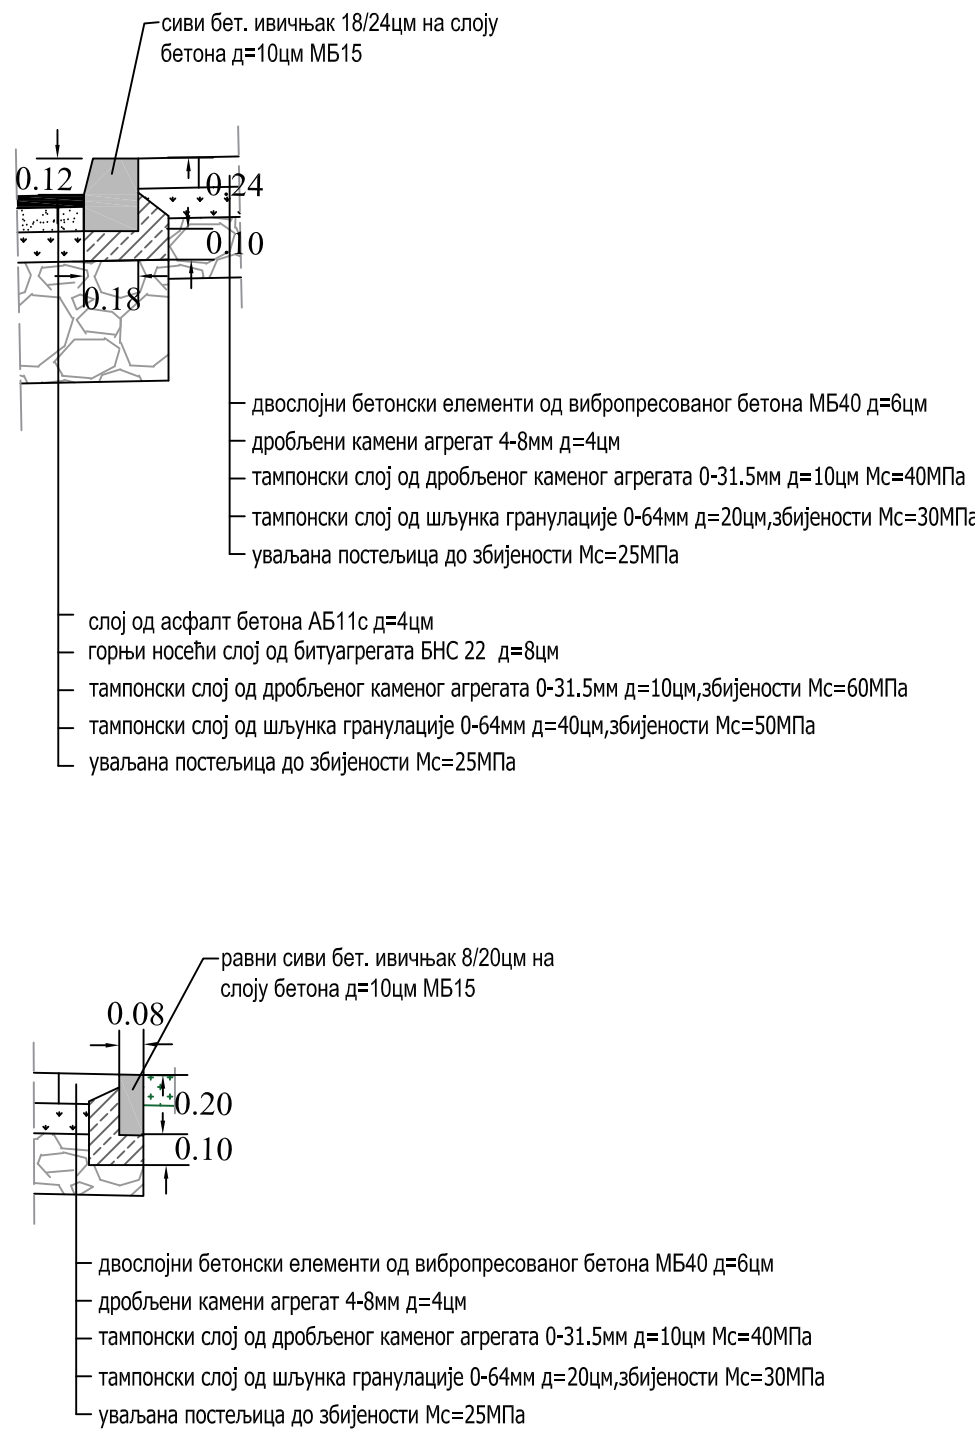 сиви бет. ивичњак 18/24цм на слоју
бетона д=10цм МБ15
0.12
0.24
0.10
0.18
двослојни бетонски елементи од вибропресованог бетона МБ40 д=6цм
дробљени камени агрегат 4-8мм д=4цм
тампонски слој од дробљеног каменог агрегата 0-31.5мм д=10цм Мс=40МПа
тампонски слој од шљунка гранулације 0-64мм д=20цм,збијености Мс=30МПа
уваљана постељица до збијености Мс=25МПа
слој од асфалт бетона АБ11с д=4цм
горњи носећи слој од битуагрегата БНС 22 д=8цм
тампонски слој од дробљеног каменог агрегата 0-31.5мм д=10цм,збијености Мс=60МПа
тампонски слој од шљунка гранулације 0-64мм д=40цм,збијености Мс=50МПа
уваљана постељица до збијености Мс=25МПа
равни сиви бет. ивичњак 8/20цм на
слоју бетона д=10цм МБ15
0.08
0.20
0.10
двослојни бетонски елементи од вибропресованог бетона МБ40 д=6цм
дробљени камени агрегат 4-8мм д=4цм
тампонски слој од дробљеног каменог агрегата 0-31.5мм д=10цм Мс=40МПа
тампонски слој од шљунка гранулације 0-64мм д=20цм,збијености Мс=30МПа
уваљана постељица до збијености Мс=25МПа